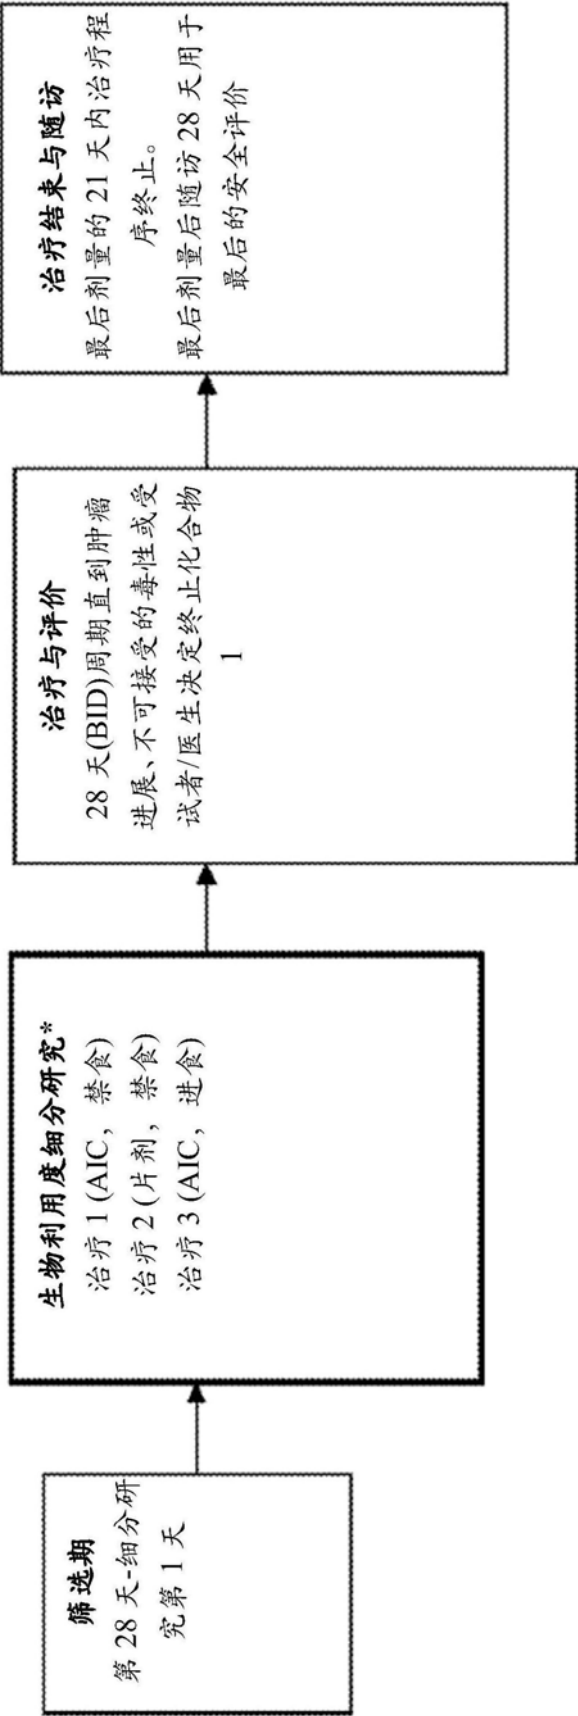 筛选期
第 28 天-细分研
究第 1 天
生物利用度细分研究*
治疗 1 (AIC，禁食)
治疗 2 (片剂，禁食)
治疗 3 (AIC，进食)
治疗与评价
28 天(BID)周期直到肿瘤
进展、不可接受的毒性或受
试者/医生决定终止化合物
1
治疗结束与随访
最后剂量的 21 天内治疗程
序终止。
最后剂量后随访 28 天用于
最后的安全评价